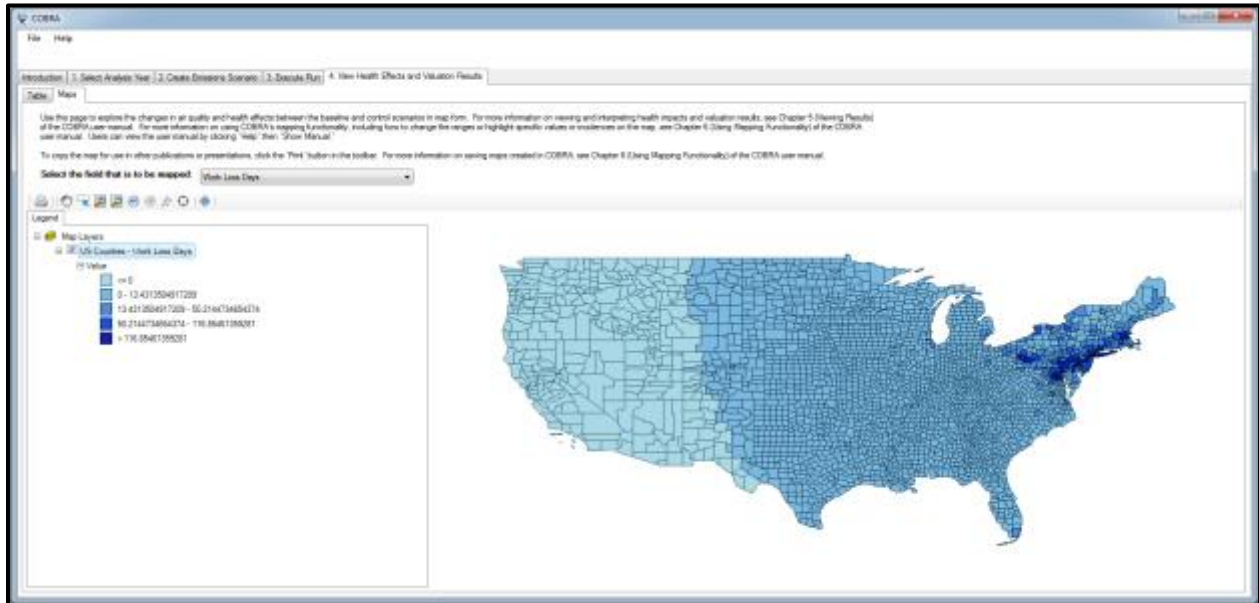 COBRA
File Help
Introduction 1. Select Analysis Year 2. Create Emissions Scenario 3. Execute Run 4. View Health Effects and Valuation Results
Table Maps
Use this page to explore the changes in air quality and health effects between the baseline and control scenarios in map form. For more information on viewing and interpreting health impacts and valuation results, see Chapter 5 (Viewing Results)
of the COBRA user manual. For more information on using COBRA's mapping functionality, including how to change the ranges or highlight specific values or incidences on the map, see Chapter 6 (Using Mapping Functionality) of the COBRA
user manual. Users can view the user manual by clicking 'Help' then 'Show Manual.'
To copy the map for use in other publications or presentations, click the 'Print' button in the toolbar. For more information on saving maps created in COBRA, see Chapter 6 (Using Mapping Functionality) of the COBRA user manual.
Select the field that is to be mapped: Work Loss Days
Legend
Map Layers
US Counties - Work Loss Days
Value
<= 0